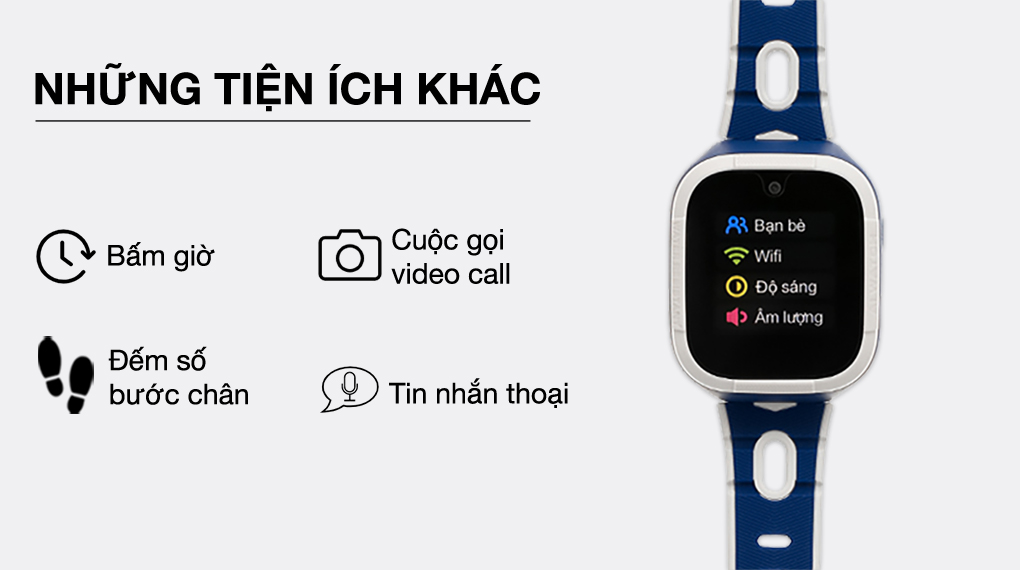 NHỮNG TIỆN ÍCH KHÁC
Bấm giờ
Cuộc gọi
video call
Đếm số
bước chân
Tin nhắn thoại
Bạn bè
Wifi
Độ sáng
Âm lượng